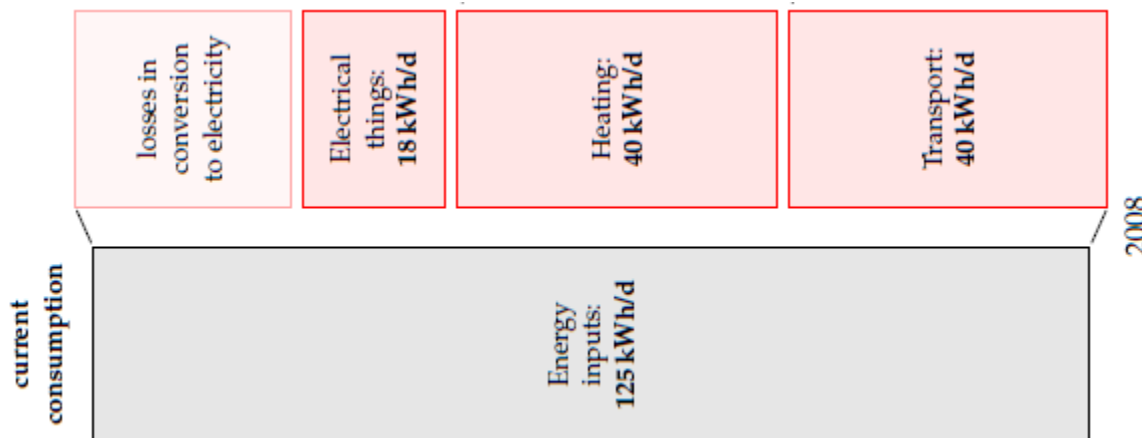 current
consumption
losses in
conversion
to electricity
Electrical
things:
18 kWh/d
Heating:
40 kWh/d
Transport:
40 kWh/d
Energy
inputs:
125 kWh/d
2008